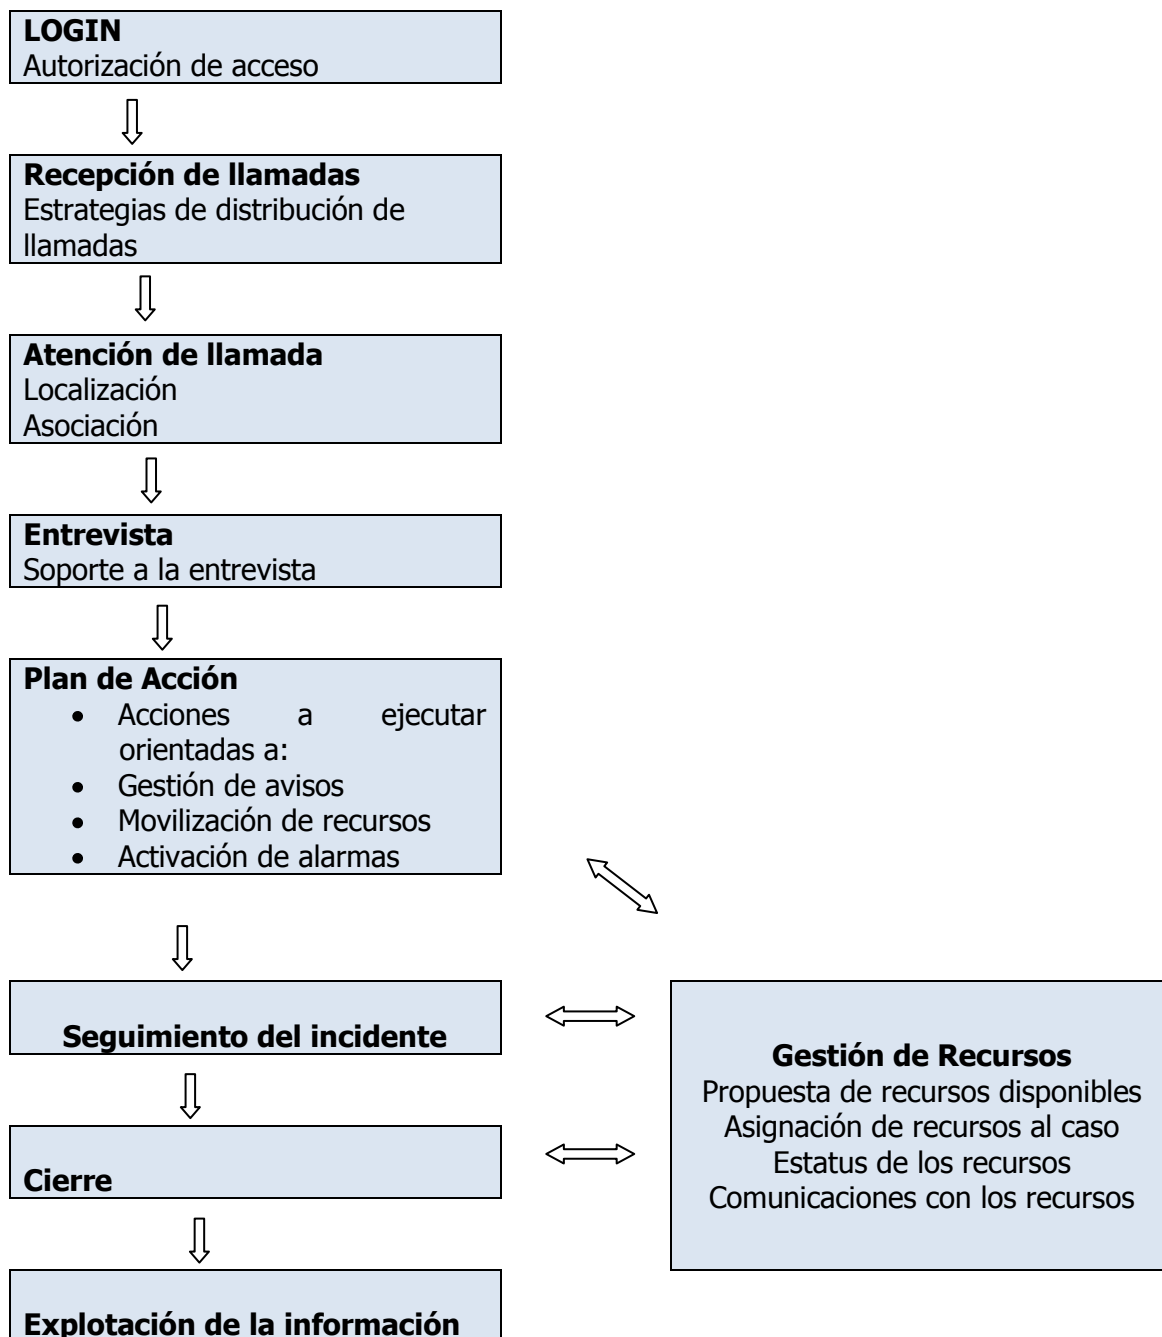 LOGIN
Autorización de acceso
Recepción de llamadas
Estrategias de distribución de
llamadas
Atención de llamada
Localización
Asociación
Entrevista
Soporte a la entrevista
Plan de Acción
• Acciones a ejecutar
orientadas a:
• Gestión de avisos
• Movilización de recursos
• Activación de alarmas
Seguimiento del incidente
Gestión de Recursos
Propuesta de recursos disponibles
Asignación de recursos al caso
Estatus de los recursos
Comunicaciones con los recursos
Cierre
Explotación de la información